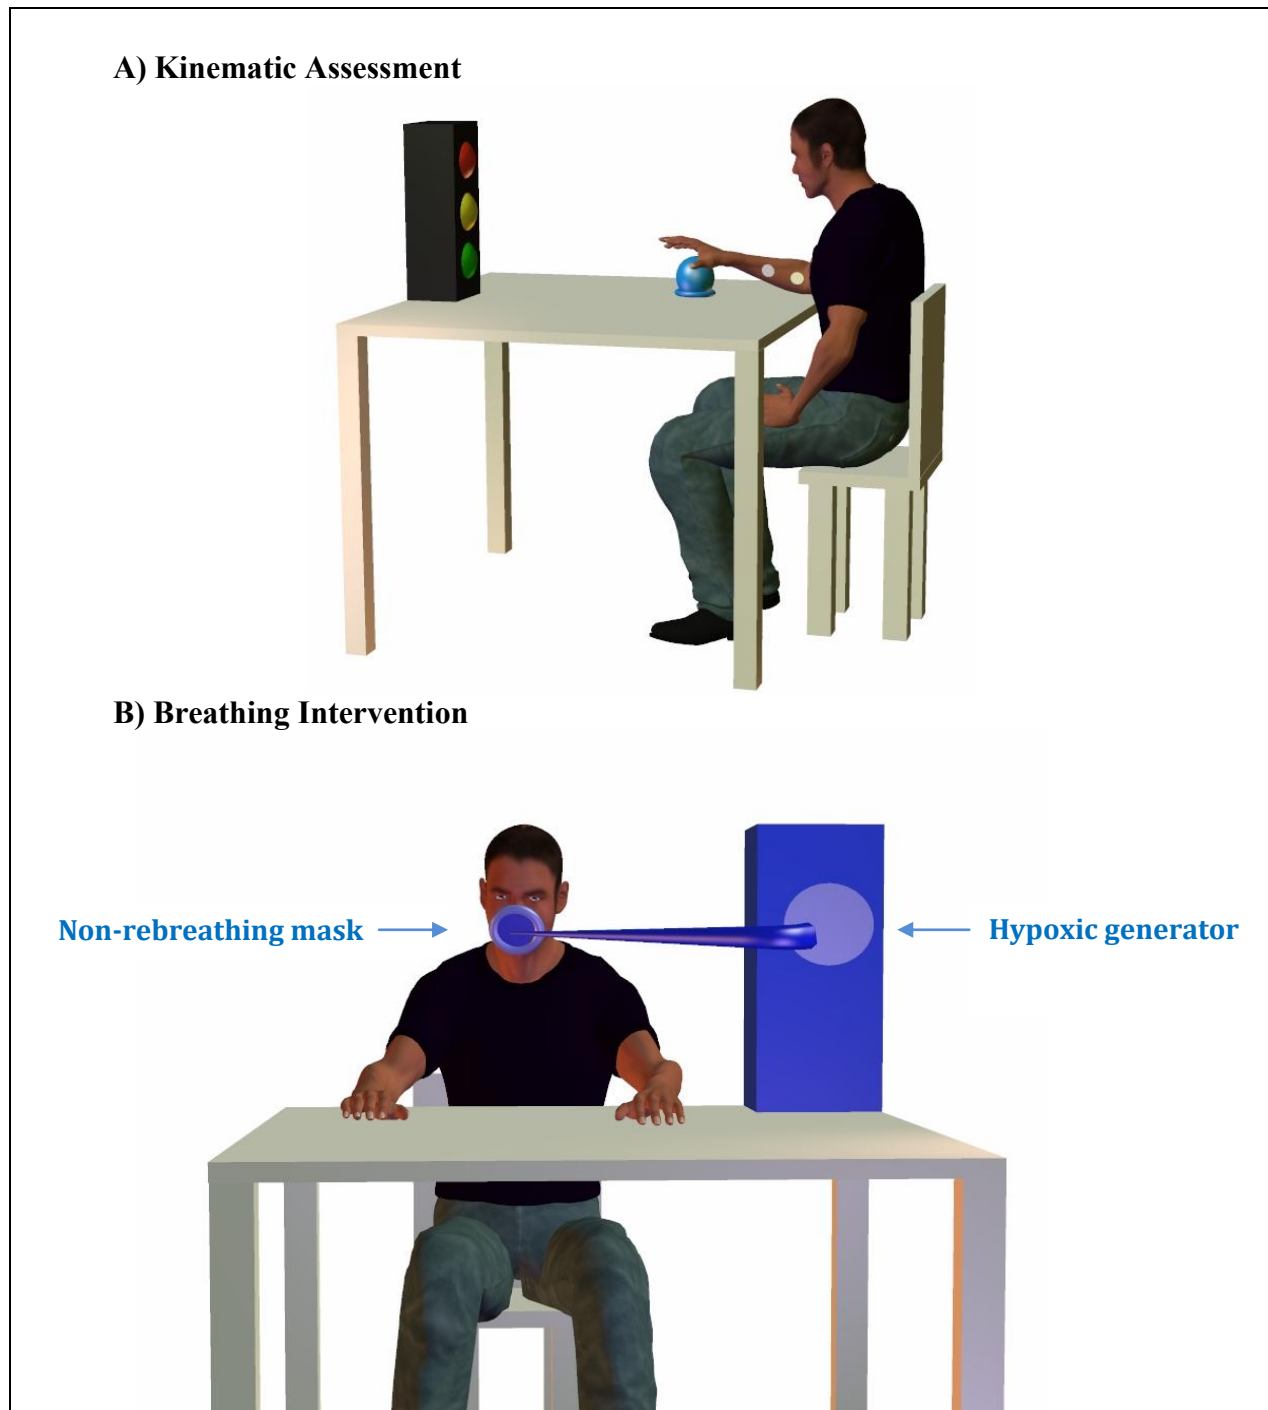 A) Kinematic Assessment
B) Breathing Intervention
Non-rebreathing mask
Hypoxic generator